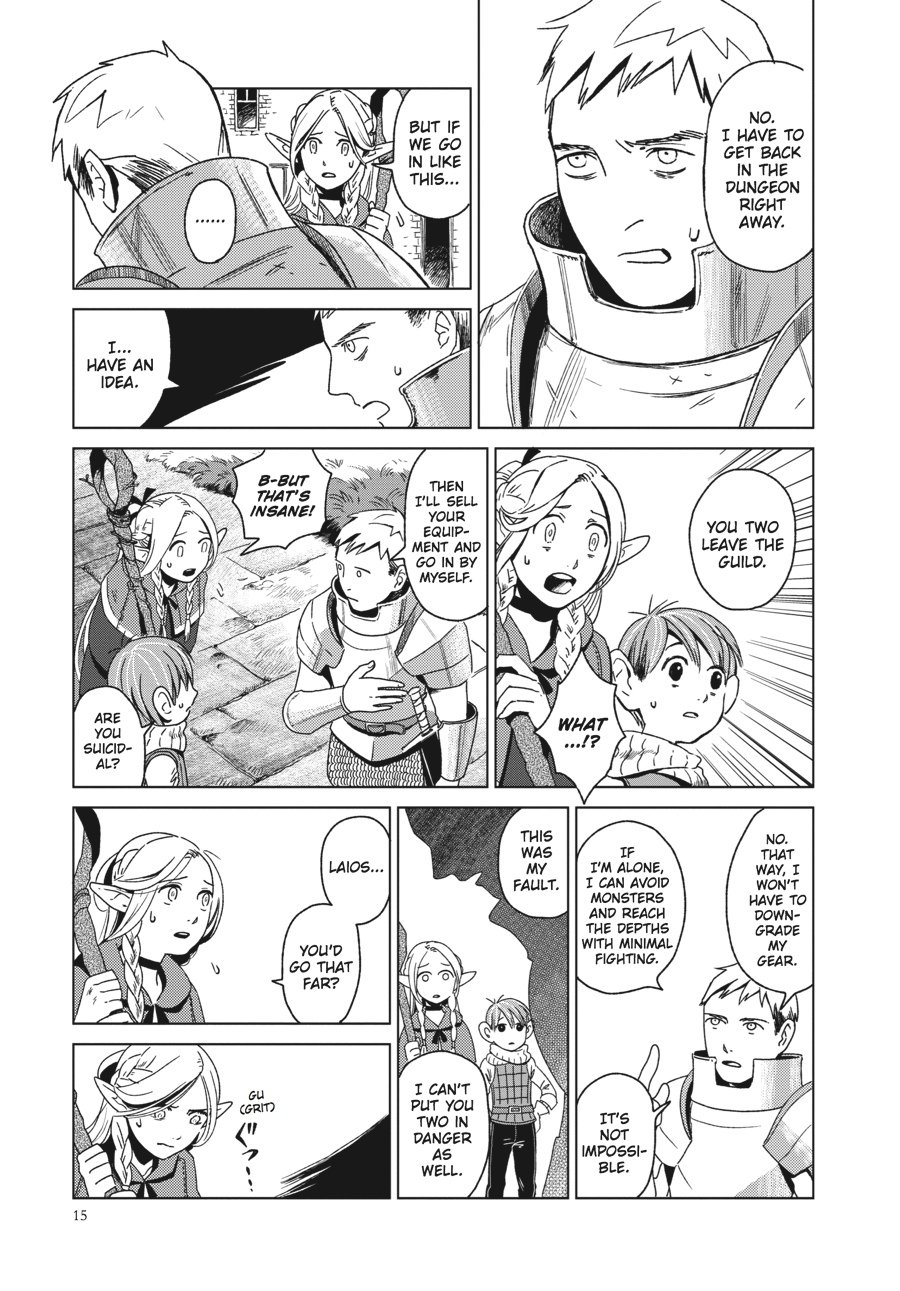 NO.
I HAVE TO
GET BACK
IN THE
DUNGEON
RIGHT
AWAY.
BUT IF
WE GO
IN LIKE
THIS...
......
I...
HAVE AN
IDEA.
YOU TWO
LEAVE THE
GUILD.
WHAT
...!?
THEN
I'LL SELL
YOUR
EQUIP-
MENT AND
GO IN BY
MYSELF.
B-BUT
THAT'S
INSANE!
ARE
YOU
SUICID-
AL?
NO.
THAT
WAY, I
WON'T
HAVE TO
DOWN-
GRADE
MY
GEAR.
IF
I'M ALONE,
I CAN AVOID
MONSTERS
AND REACH
THE DEPTHS
WITH MINIMAL
FIGHTING.
IT'S
NOT
IMPOSSI-
BLE.
THIS
WAS
MY
FAULT.
I CAN'T
PUT YOU
TWO IN
DANGER
AS
WELL.
LAIOS...
YOU'D
GO THAT
FAR?
GU
(GRIT)
ぐっ…
15